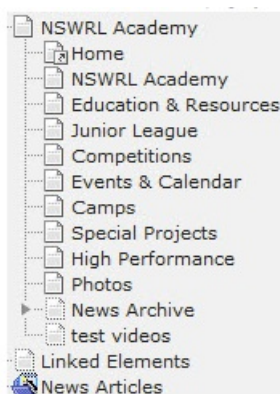 NSWRL Academy
Home
NSWRL Academy
Education & Resources
Junior League
Competitions
Events & Calendar
Camps
Special Projects
High Performance
Photos
News Archive
test videos
Linked Elements
News Articles